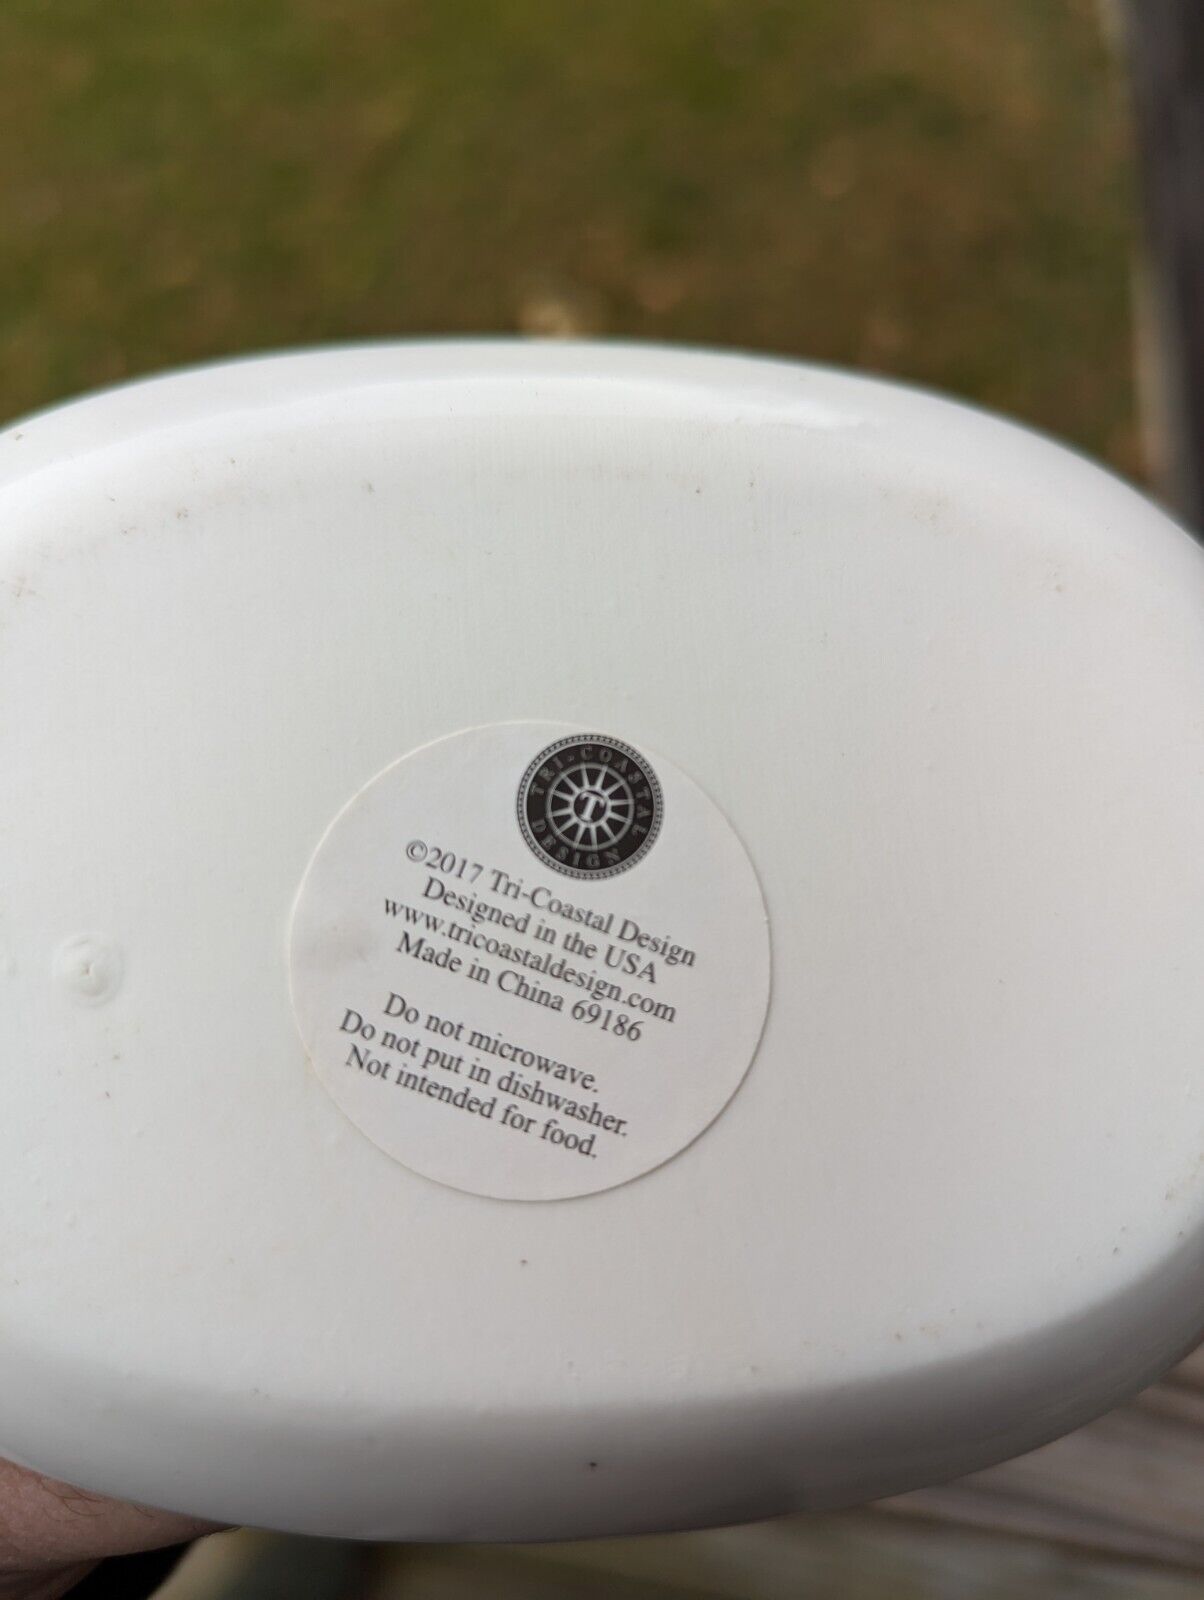 TRI-COASTAL
T
DESIGN
©2017 Tri-Coastal Design
Designed in the USA
www.tricoastaldesign.com
Made in China 69186
Do not microwave.
Do not put in dishwasher.
Not intended for food.